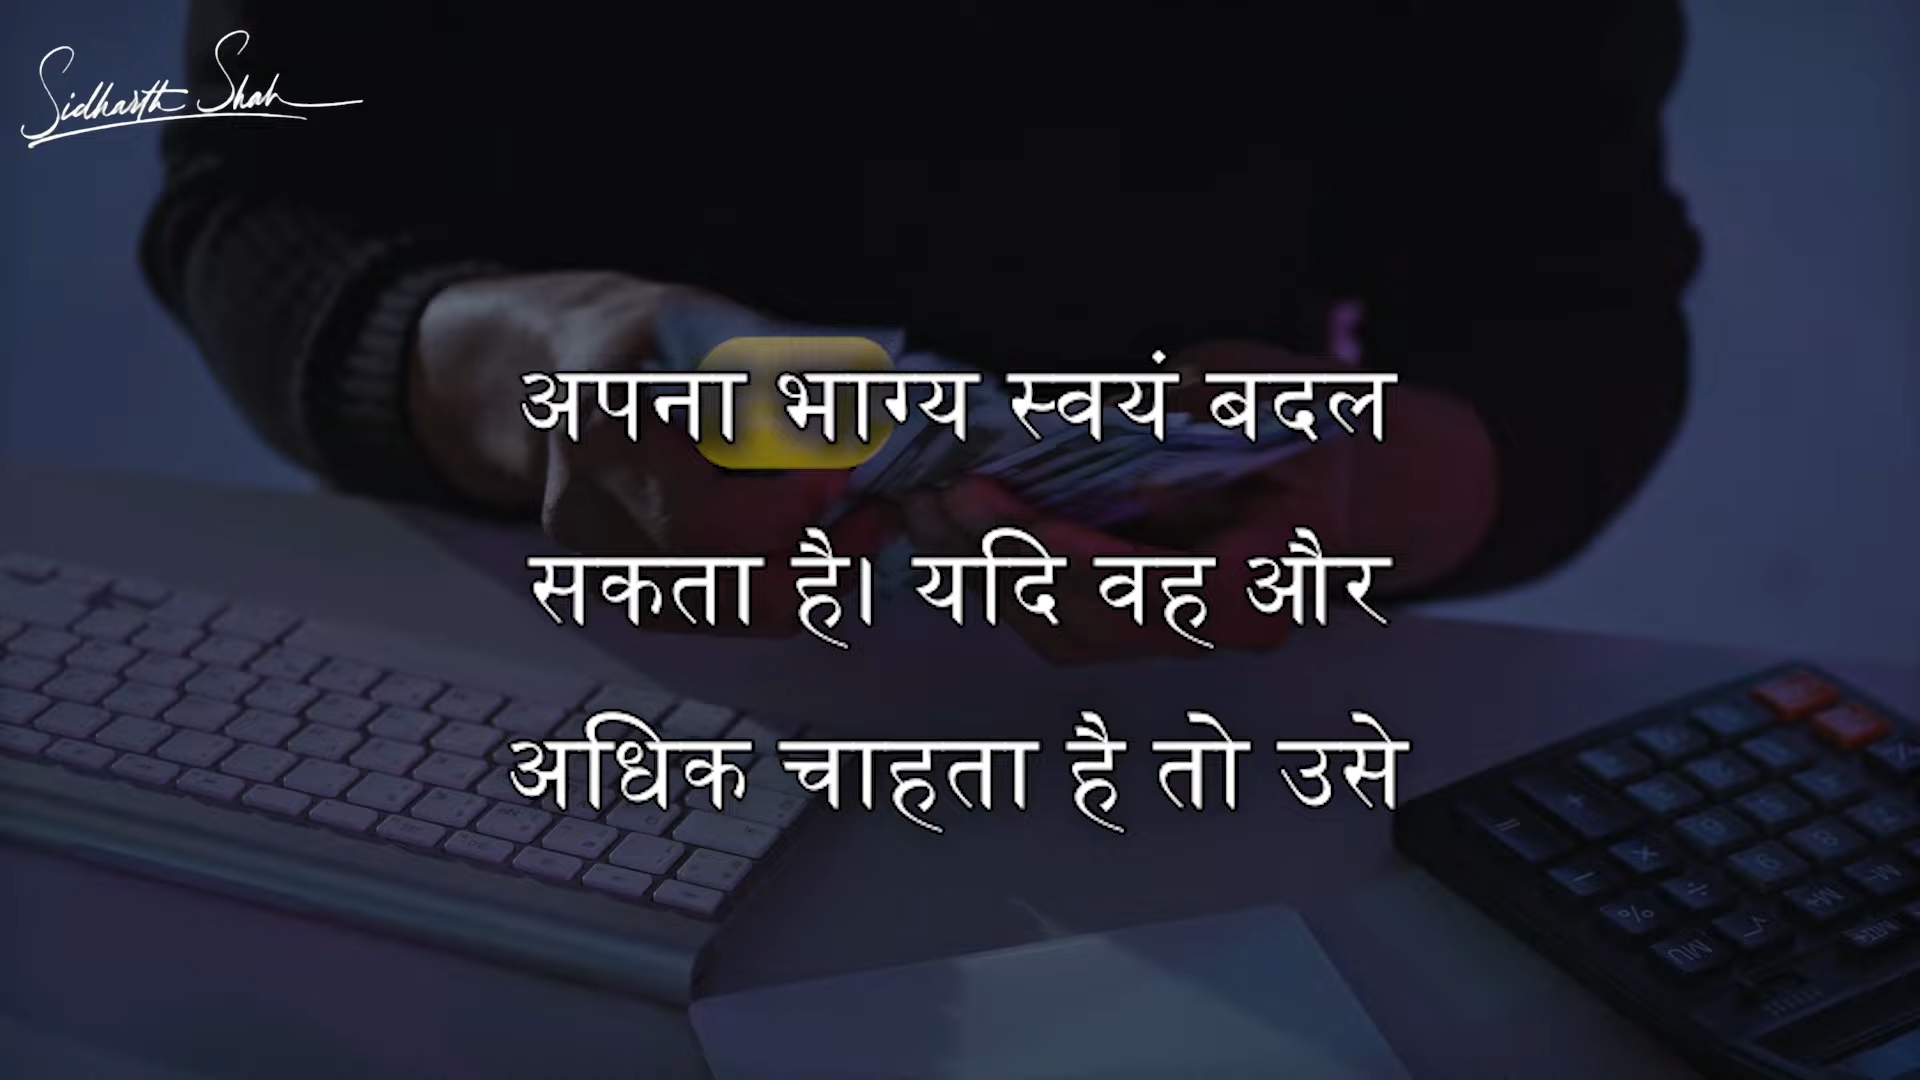 Sidharth Shah
अपना भाग्य स्वयं बदल
सकता है। यदि वह और
अधिक चाहता है तो उसे